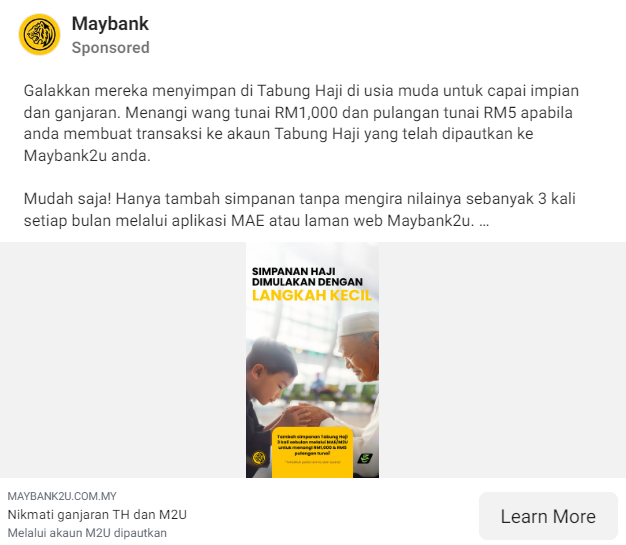 Maybank
Sponsored
Galakkan mereka menyimpan di Tabung Haji di usia muda untuk capai impian
dan ganjaran. Menangi wang tunai RM1,000 dan pulangan tunai RM5 apabila
anda membuat transaksi ke akaun Tabung Haji yang telah dipautkan ke
Maybank2u anda.
Mudah saja! Hanya tambah simpanan tanpa mengira nilainya sebanyak 3 kali
setiap bulan melalui aplikasi MAE atau laman web Maybank2u. ...
SIMPANAN HAJI
DIMULAKAN DENGAN
LANGKAH KECIL
Tambah simpanan Tabung Haji
3 kali sebulan melalui MAE/M2U
untuk menangi RM1,000 & RM5
pulangan tunai!
MAYBANK2U.COM.MY
Nikmati ganjaran TH dan M2U
Melalui akaun M2U dipautkan
Learn More